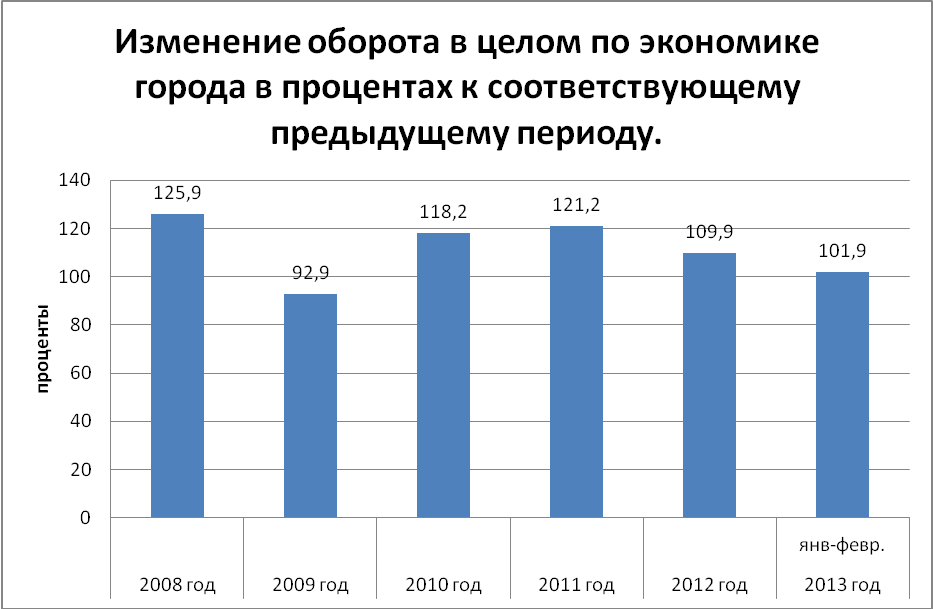 Изменение оборота в целом по экономике
города в процентах к соответствующему
предыдущему периоду.
проценты
140
120
100
80
60
40
20
0
125,9
92,9
118,2
121,2
109,9
101,9
янв-февр.
2008 год
2009 год
2010 год
2011 год
2012 год
2013 год